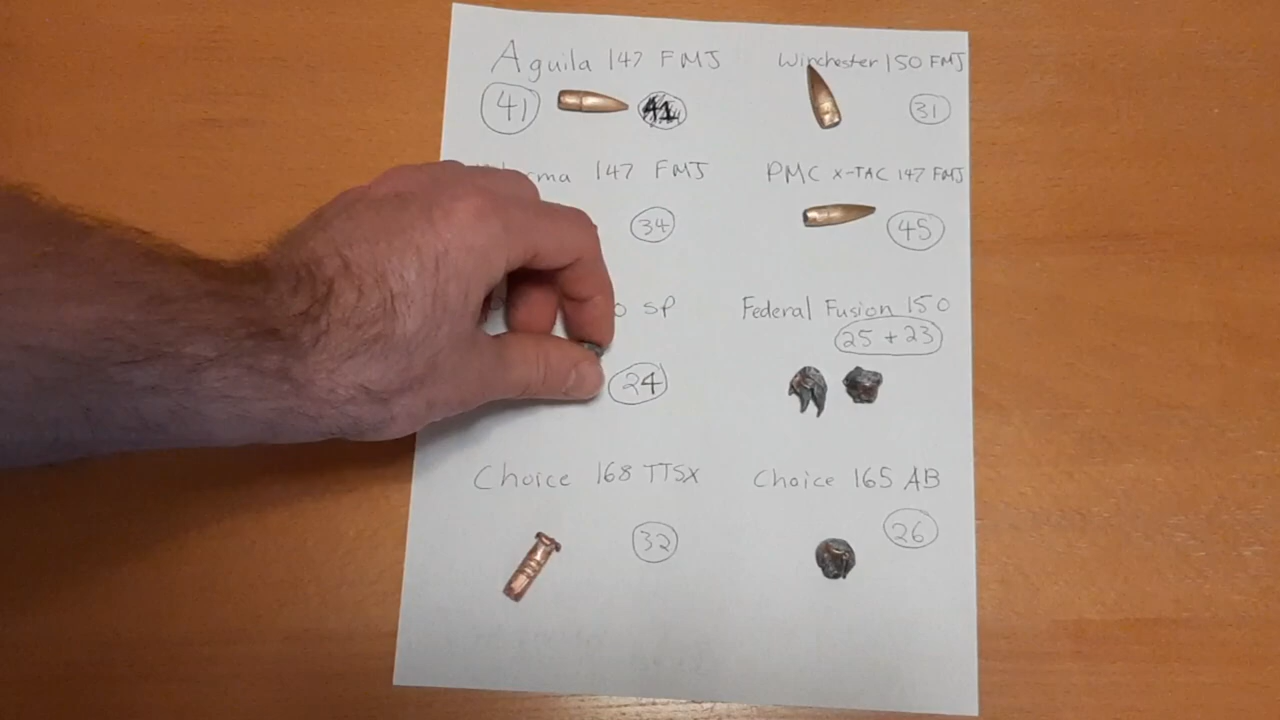 Aguila 147 FMJ
41
Winchester 150 FMJ
31
147 FMJ
34
PMC X-TAC 147 FMJ
45
SP
24
Federal Fusion 150
25 + 23
Choice 168 TTSX
32
Choice 165 AB
26